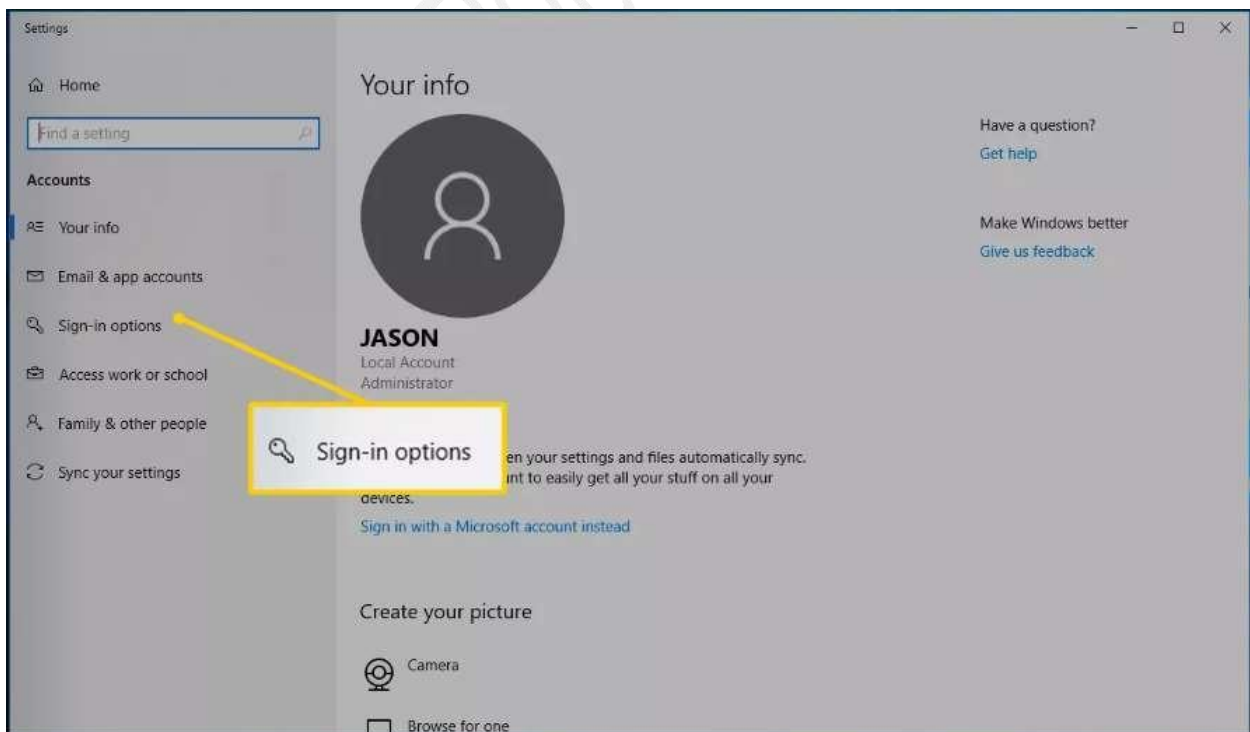 Settings
Home
Find a setting
Accounts
Your info
Email & app accounts
Sign-in options
Access work or school
Family & other people
Sync your settings
Your info
JASON
Local Account
Administrator
Sign-in options
en your settings and files automatically sync.
to easily get all your stuff on all your
devices.
Sign in with a Microsoft account instead
Create your picture
Camera
Browse for one
Have a question?
Get help
Make Windows better
Give us feedback